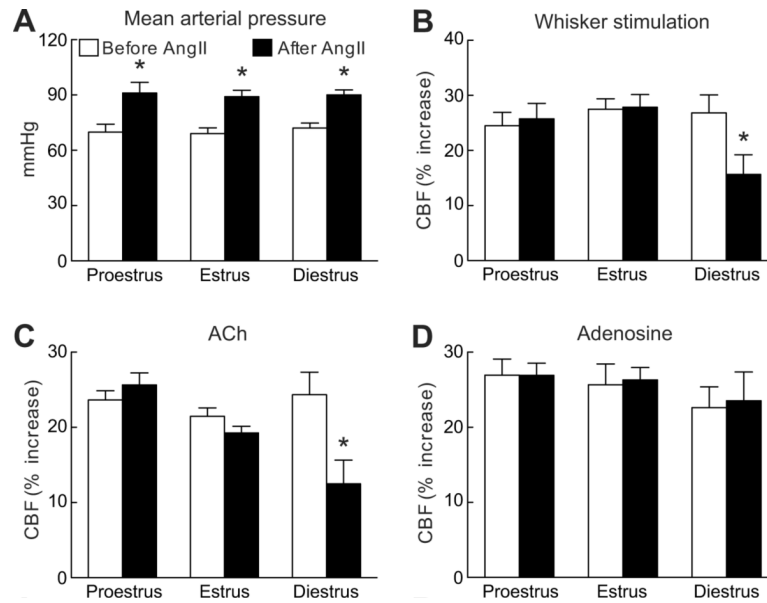 A
Mean arterial pressure
Before AngII
After AngII
mmHg
120
90
60
30
0
*
*
*
Proestrus
Estrus
Diestrus
B
Whisker stimulation
CBF (% increase)
40
30
20
10
0
*
Proestrus
Estrus
Diestrus
C
ACh
CBF (% increase)
30
20
10
0
*
Proestrus
Estrus
Diestrus
D
Adenosine
CBF (% increase)
30
20
10
0
Proestrus
Estrus
Diestrus